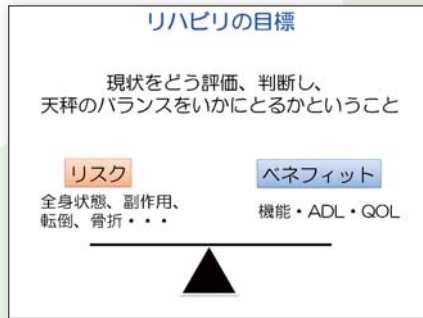 リハビリの目標
現状をどう評価、判断し、
天秤のバランスをいかにとるかということ
リスク
全身状態、副作用、
転倒、骨折・・・
ベネフィット
機能・ADL・QOL